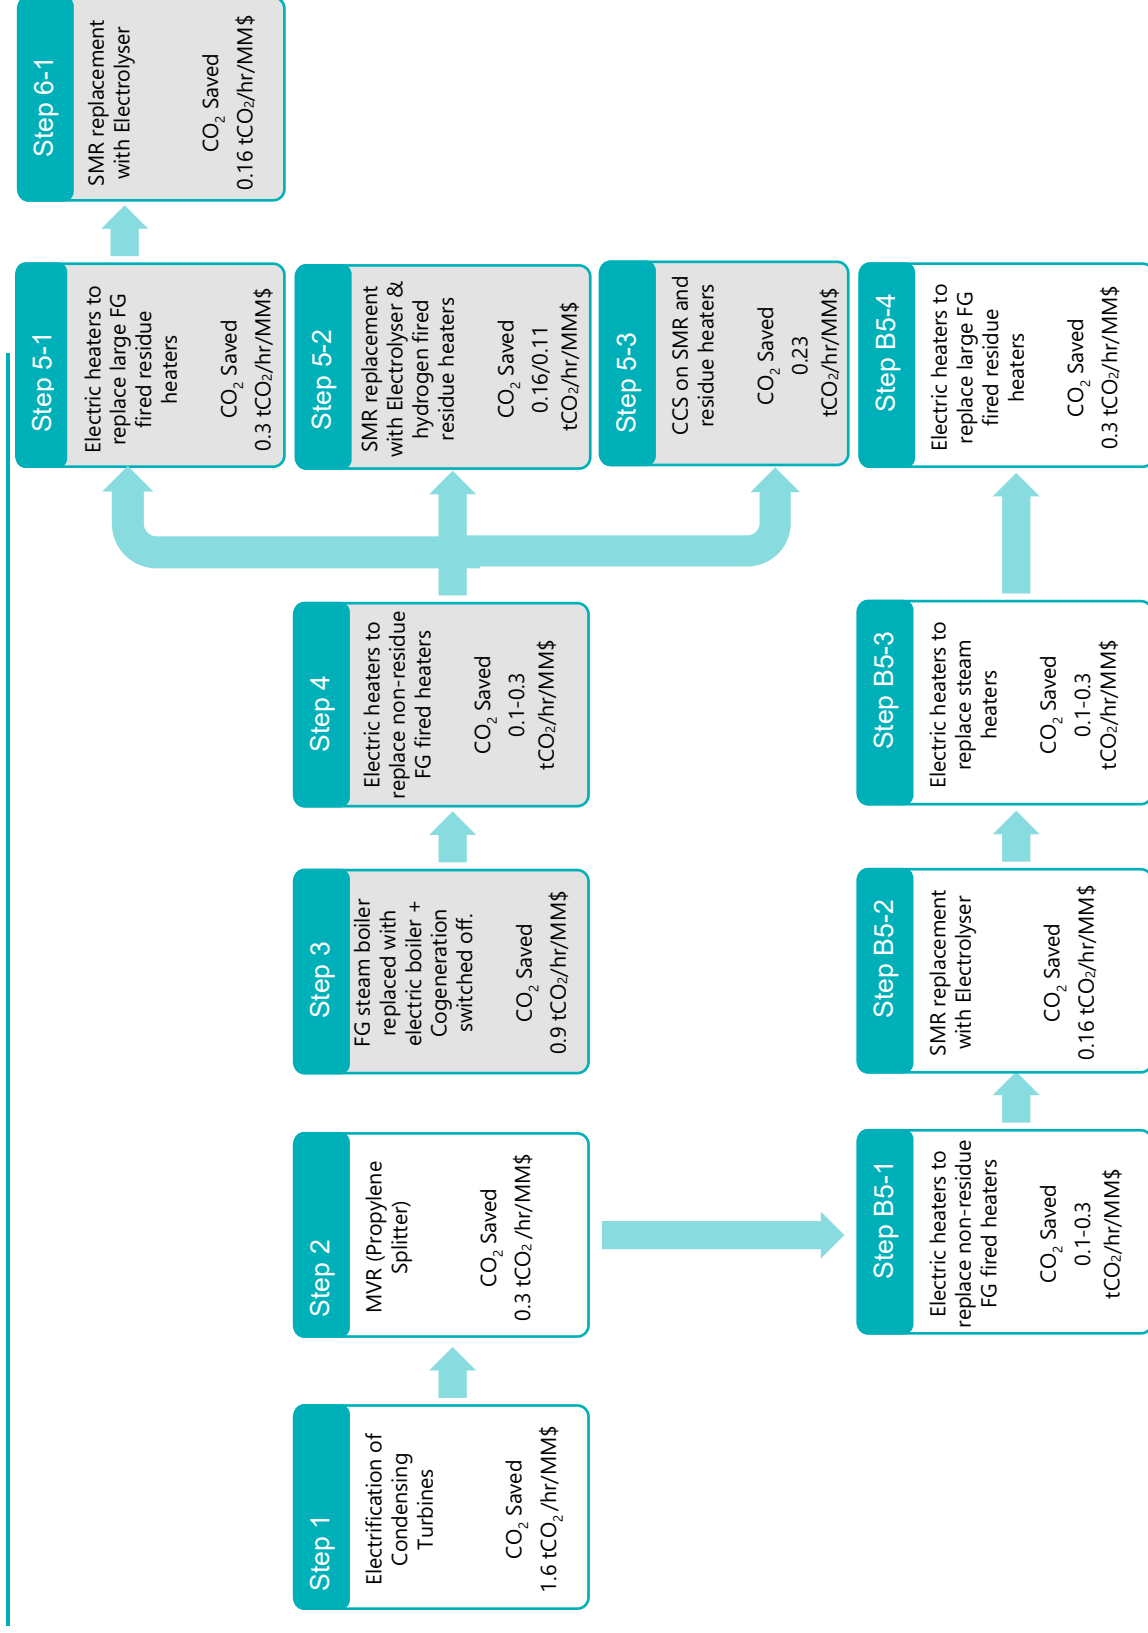 Step 1
Electrification of
Condensing
Turbines
CO₂ Saved
1.6 tCO₂ /hr/MM$
Step 2
MVR (Propylene
Splitter)
CO₂ Saved
0.3 tCO₂ /hr/MM$
Step 3
FG steam boiler
replaced with
electric boiler +
Cogeneration
switched off.
CO₂ Saved
0.9 tCO₂/hr/MM$
Step 4
Electric heaters to
replace non-residue
FG fired heaters
CO₂ Saved
0.1-0.3
tCO₂/hr/MM$
Step 5-1
Electric heaters to
replace large FG
fired residue
heaters
CO₂ Saved
0.3 tCO₂/hr/MM$
Step 6-1
SMR replacement
with Electrolyser
CO₂ Saved
0.16 tCO₂/hr/MM$
Step 5-2
SMR replacement
with Electrolyser &
hydrogen fired
residue heaters
CO₂ Saved
0.16/0.11
tCO₂/hr/MM$
Step 5-3
CCS on SMR and
residue heaters
CO₂ Saved
0.23
tCO₂/hr/MM$
Step B5-1
Electric heaters to
replace non-residue
FG fired heaters
CO₂ Saved
0.1-0.3
tCO₂/hr/MM$
Step B5-2
SMR replacement
with Electrolyser
CO₂ Saved
0.16 tCO₂/hr/MM$
Step B5-3
Electric heaters to
replace steam
heaters
CO₂ Saved
0.1-0.3
tCO₂/hr/MM$
Step B5-4
Electric heaters to
replace large FG
fired residue
heaters
CO₂ Saved
0.3 tCO₂/hr/MM$